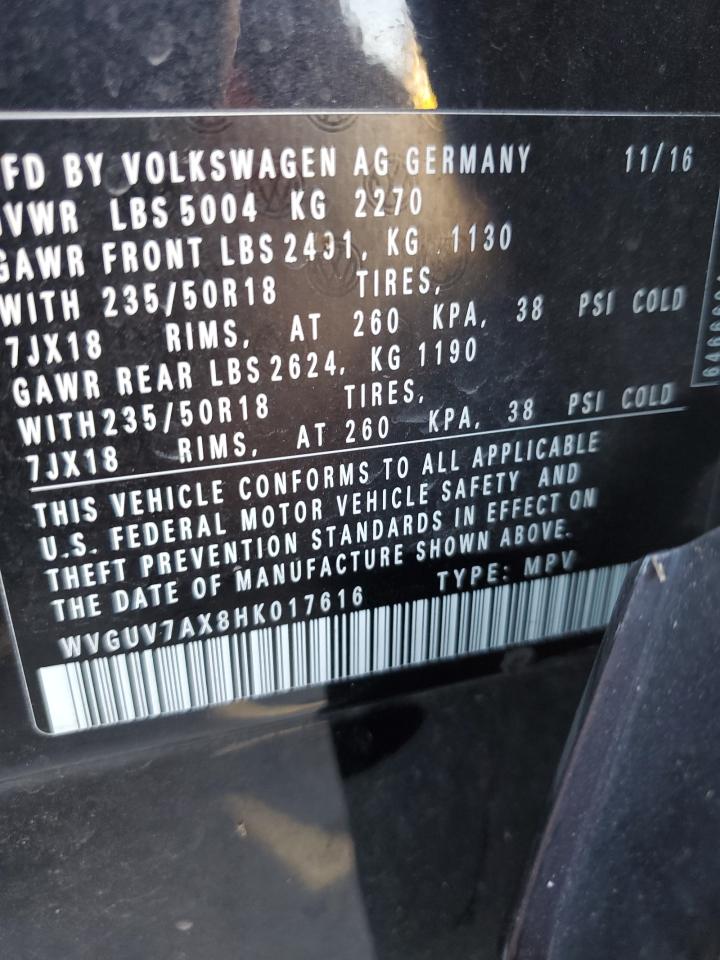 FD BY VOLKSWAGEN AG GERMANY 11/16
VWR LBS 5004 KG 2270
GAWR FRONT LBS 2491, KG 1130
WITH 235/50R18 TIRES,
7JX18 RIMS, AT 260 KPA, 38 PSI COLD
GAWR REAR LBS 2624, KG 1190
WITH 235/50R18 TIRES,
7JX18 RIMS, AT 260 KPA, 38 PSI COLD
THIS VEHICLE CONFORMS TO ALL APPLICABLE
U.S. FEDERAL MOTOR VEHICLE SAFETY AND
THEFT PREVENTION STANDARDS IN EFFECT ON
THE DATE OF MANUFACTURE SHOWN ABOVE.
WVGUV7AX8HK017616 TYPE: MPV